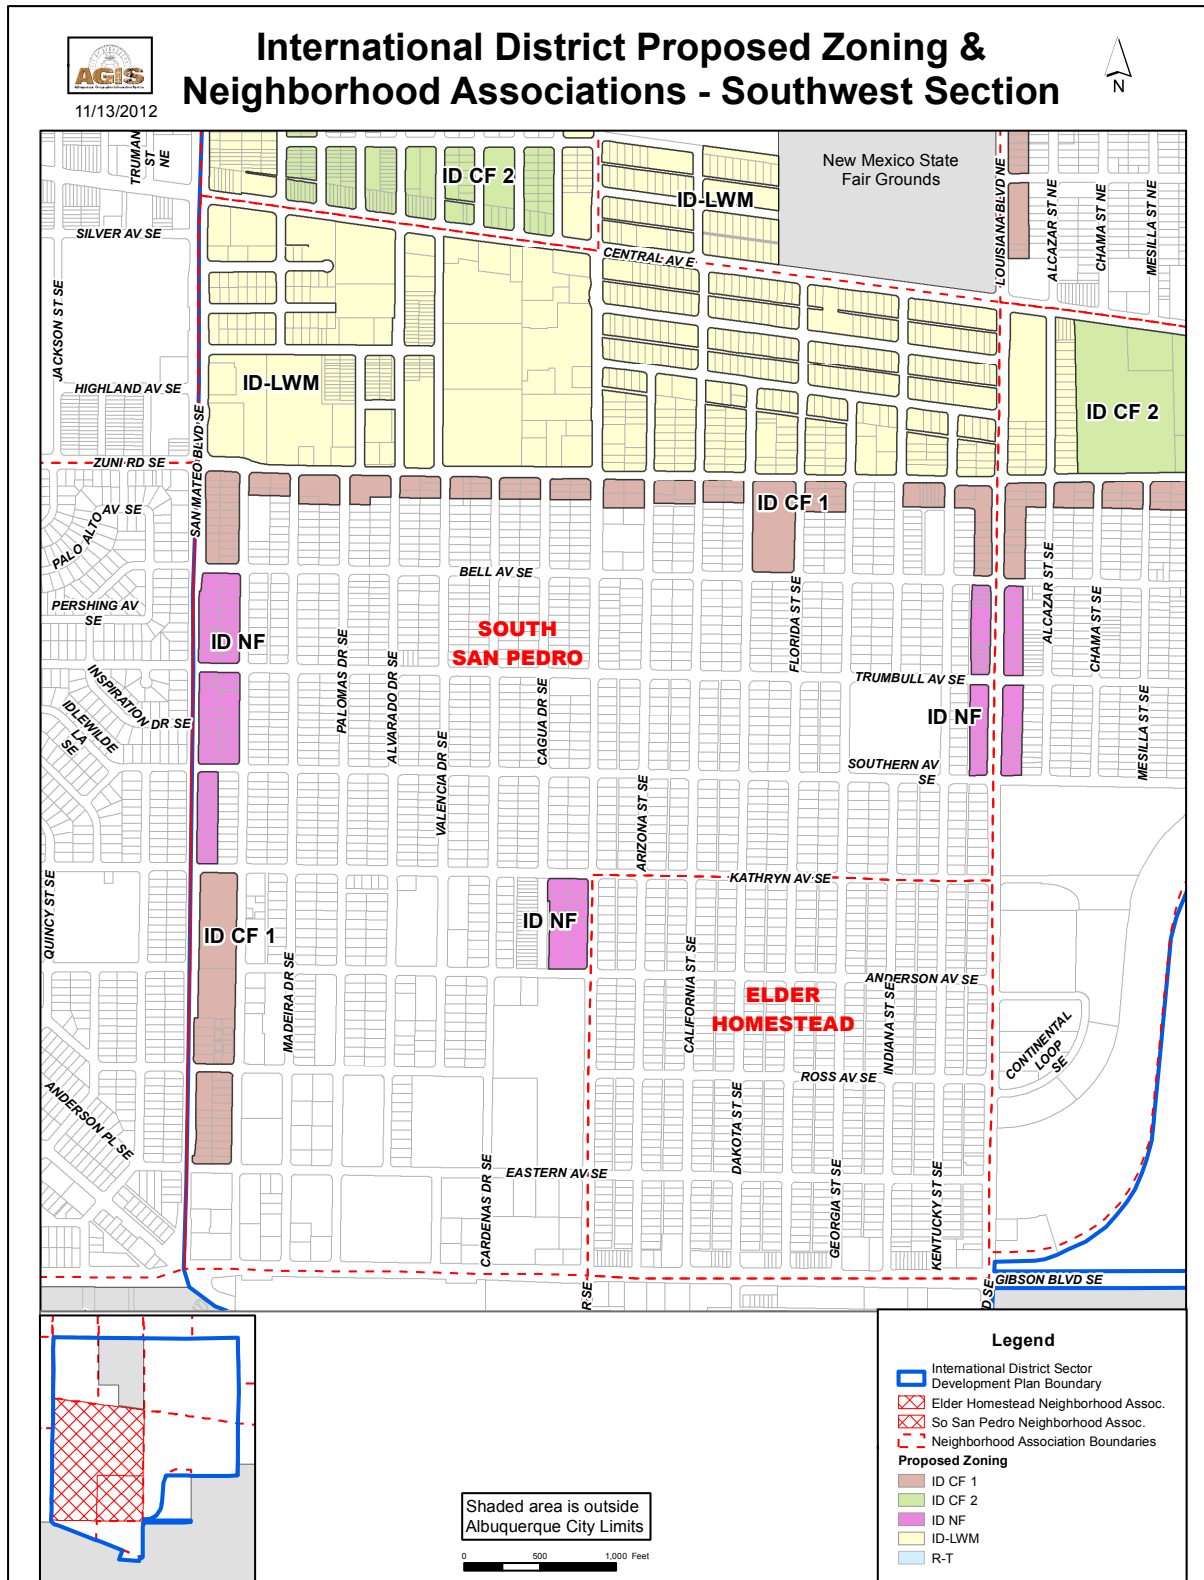 International District Proposed Zoning &
Neighborhood Associations - Southwest Section
AGIS
11/13/2012
N
TRUMAN ST NE
SILVER AV SE
JACKSON ST SE
HIGHLAND AV SE
ZUNI RD SE
SAN MATEO BLVD SE
ID CF 2
ID-LWM
New Mexico State
Fair Grounds
CENTRAL AV E
LOUISIANA BLVD NE
ALCAZAR ST NE
CHAMA ST NE
MESILLA ST NE
ID-LWM
ID CF 2
PALO ALTO AV SE
PERSHING AV
SE
INSPIRATION DR SE
IDLEWILDE
LA
SE
ID CF 1
BELL AV SE
ID NF
SOUTH
SAN PEDRO
PALOMAS DR SE
ALVARADO DR SE
VALENCIA DR SE
CAGUA DR SE
ARIZONA ST SE
FLORIDA ST SE
TRUMBULL AV SE
ID NF
SOUTHERN AV
SE
ALCAZAR ST SE
CHAMA ST SE
MESILLA ST SE
KATHRYN AV SE
QUINCY ST SE
ID CF 1
ID NF
MADEIRA DR SE
CALIFORNIA ST SE
ANDERSON AV SE
ELDER
HOMESTEAD
INDIANA ST SE
CONTINENTAL
LOOP
SE
ROSS AV SE
ANDERSON PL SE
DAKOTA ST SE
EASTERN AV SE
CARDENAS DR SE
GEORGIA ST SE
KENTUCKY ST SE
GIBSON BLVD SE
R SE
D SE
Legend
International District Sector
Development Plan Boundary
Elder Homestead Neighborhood Assoc.
So San Pedro Neighborhood Assoc.
Neighborhood Association Boundaries
Proposed Zoning
ID CF 1
ID CF 2
ID NF
ID-LWM
R-T
Shaded area is outside
Albuquerque City Limits
0 500 1,000 Feet